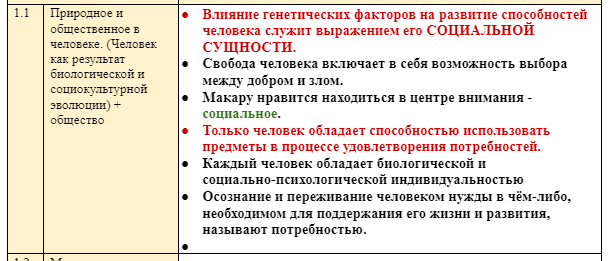 1.1
Природное и
общественное в
человеке. (Человек
как результат
биологической и
социокультурной
эволюции) +
общество
● Влияние генетических факторов на развитие способностей
человека служит выражением его СОЦИАЛЬНОЙ
СУЩНОСТИ.
● Свобода человека включает в себя возможность выбора
между добром и злом.
● Макару нравится находиться в центре внимания -
социальное.
● Только человек обладает способностью использовать
предметы в процессе удовлетворения потребностей.
● Каждый человек обладает биологической и
социально-психологической индивидуальностью
● Осознание и переживание человеком нужды в чём-либо,
необходимом для поддержания его жизни и развития,
называют потребностью.
●